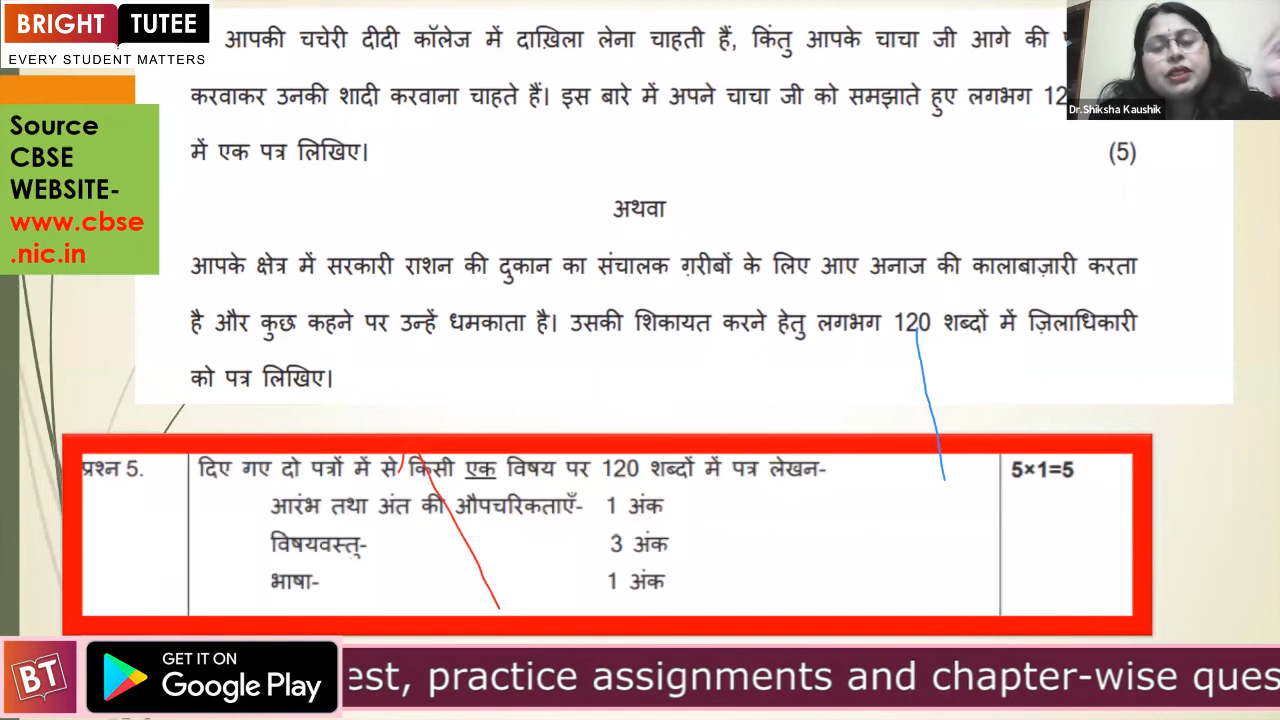 BRIGHT TUTEE
EVERY STUDENT MATTERS
Source
CBSE
WEBSITE-
www.cbse
.nic.in
आपकी चचेरी दीदी कॉलेज में दाख़िला लेना चाहती हैं, किंतु आपके चाचा जी आगे की
करवाकर उनकी शादी करवाना चाहते हैं। इस बारे में अपने चाचा जी को समझाते हुए लगभग
में एक पत्र लिखिए। (5)
Dr.Shiksha Kaushik
अथवा
आपके क्षेत्र में सरकारी राशन की दुकान का संचालक ग़रीबों के लिए आए अनाज की कालाबाज़ारी करता
है और कुछ कहने पर उन्हें धमकाता है। उसकी शिकायत करने हेतु लगभग 120 शब्दों में ज़िलाधिकारी
को पत्र लिखिए।
प्रश्न 5. दिए गए दो पत्रों में से किसी एक विषय पर 120 शब्दों में पत्र लेखन- 5×1=5
आरंभ तथा अंत की औपचरिकताएँ- 1 अंक
विषयवस्तु- 3 अंक
भाषा- 1 अंक
BT
GET IT ON
Google Play
est, practice assignments and chapter-wise ques